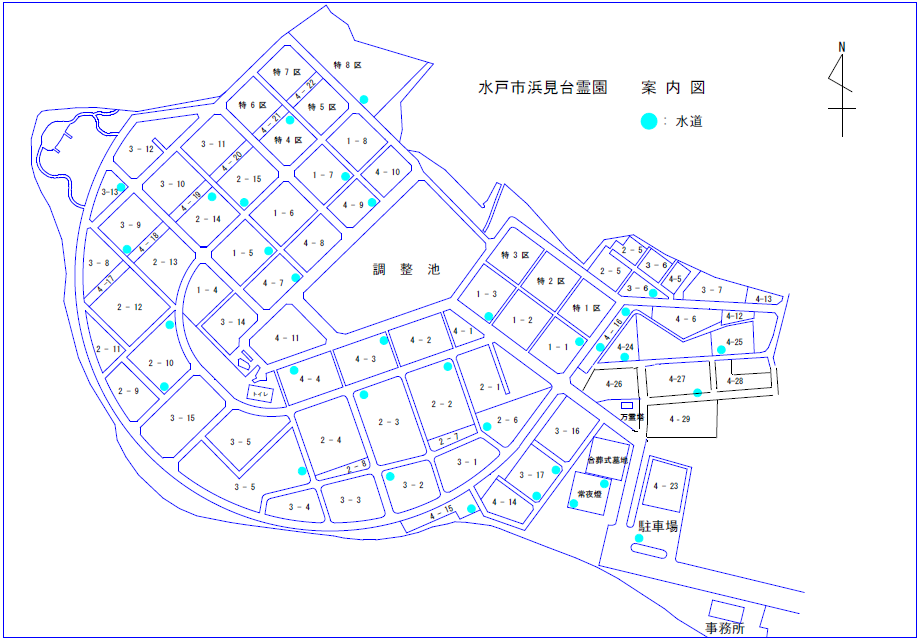 水戸市浜見台霊園 案内図
N
：水道
特 8 区
特 7 区
4 - 22
特 6 区
特 5 区
4 - 21
特 4 区
1 - 8
3 - 11
3 - 12
4 - 20
1 - 7
4 - 10
2 - 15
3 - 10
3-13
4 - 19
4 - 9
1 - 6
2 - 14
3 - 9
4 - 18
4 - 8
1 - 5
2 - 13
3 - 8
4 - 17
4 - 7
1 - 4
調 整 池
2 - 12
3 - 14
4 - 11
2 - 11
2 - 10
2 - 9
3 - 15
トイレ
特 3 区
特 2 区
特 1 区
1 - 3
1 - 2
1 - 1
2 - 5
2 - 5
3 - 6
3 - 6
4-5
3 - 7
4-13
4 - 6
4-12
4 - 16
4-24
4-25
4-26
4-27
4-28
4 - 29
万霊塔
4 - 1
4 - 2
4 - 3
4 - 4
2 - 1
2 - 2
2 - 3
2 - 4
2 - 6
2 - 7
2 - 8
3 - 5
3 - 5
3 - 1
3 - 2
3 - 3
3 - 4
3 - 16
3 - 17
4 - 14
4 - 15
合葬式墓地
常夜燈
4 - 23
駐車場
事務所